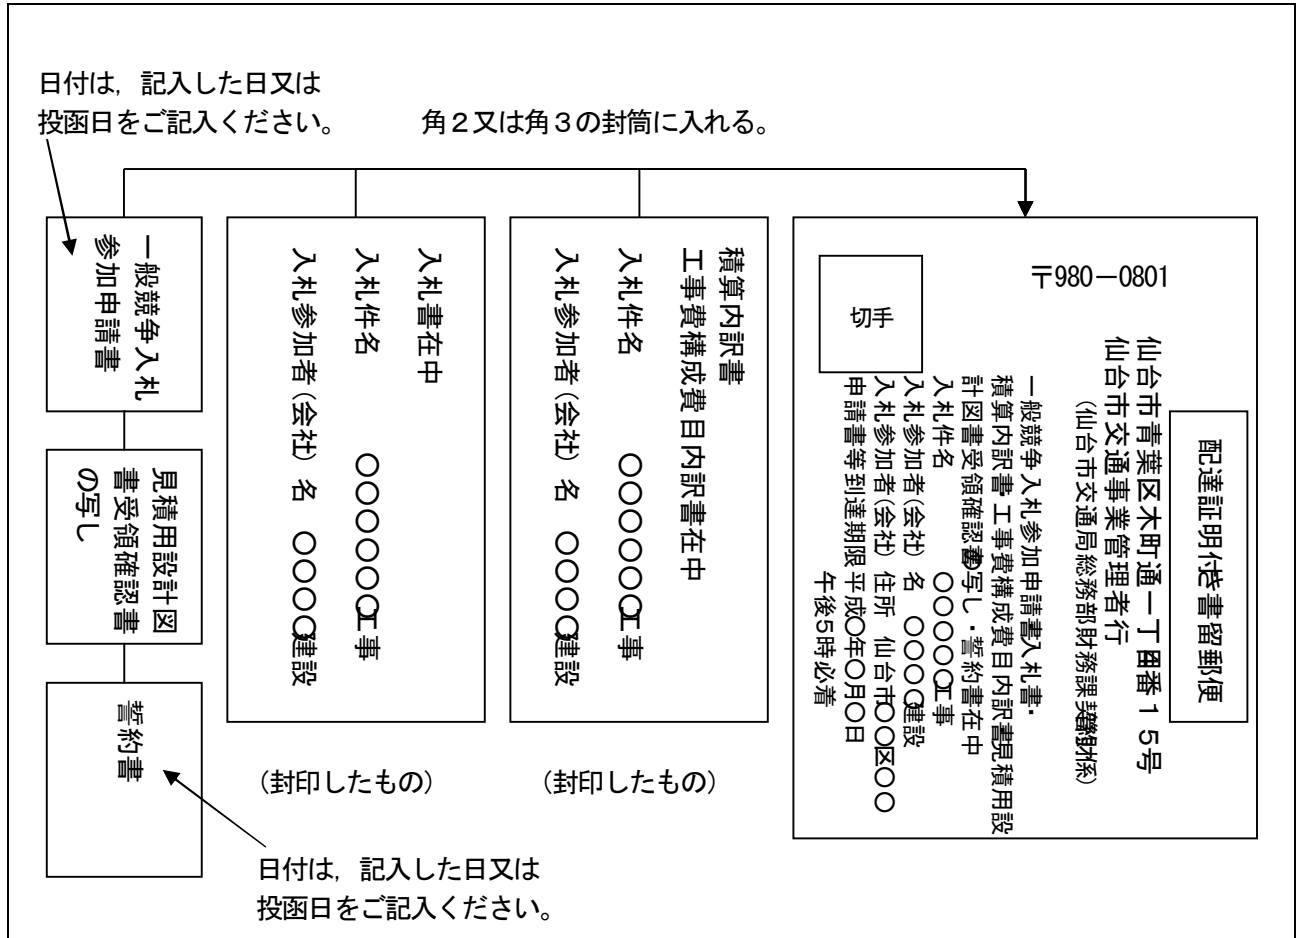 日付は，記入した日又は
投函日をご記入ください。
角２又は角３の封筒に入れる。
一般競争入札
参加申請書
見積用設計図
書受領確認書
の写し
誓約書
入札書在中
入札件名　○○○○○○工事
入札参加者（会社）名　○○○○○建設
（封印したもの）
積算内訳書
工事費構成費目内訳書在中
入札件名　○○○○○○工事
入札参加者（会社）名　○○○○○建設
（封印したもの）
切手
〒980－0801
配達証明付き書留郵便
仙台市青葉区木町通一丁目番１５号
仙台市交通事業管理者行
（仙台市交通局総務部財務課契約係）
一般競争入札参加申請書入札書・
積算内訳書・工事費構成費目内訳書見積用設
計図書受領確認書の写し・誓約書在中
入札件名　○○○○○工事
入札参加者（会社）名　○○○○○建設
入札参加者（会社）住所　仙台市○○区○○
申請書等到達期限平成○年○月○日
午後５時必着
日付は，記入した日又は
投函日をご記入ください。